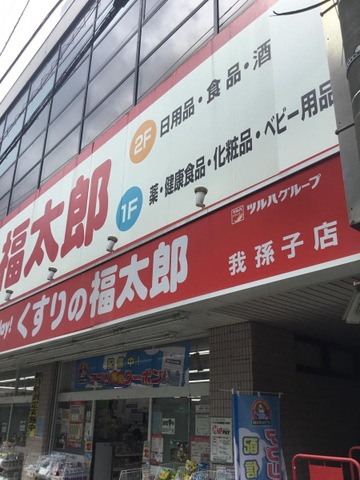 福太郎
2F 日用品・食品・酒
1F 薬・健康食品・化粧品・ベビー用品
ツルハグループ
くすりの福太郎
我孫子店
配信